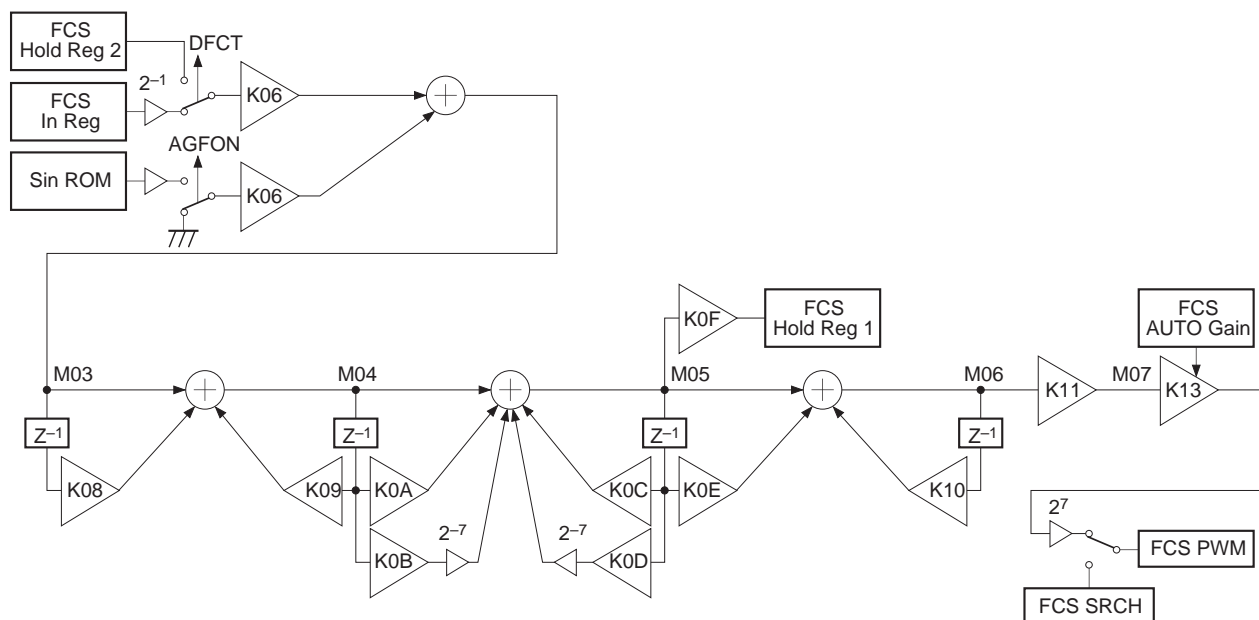 FCS
Hold Reg 2
DFCT
2–1
K06
FCS
In Reg
AGFON
Sin ROM
K06
FCS
Hold Reg 1
K0F
FCS
AUTO Gain
M03
M04
M05
M06
K11
M07
K13
Z–1
Z–1
Z–1
Z–1
K08
K09
K0A
K0C
K0E
K10
2–7
2–7
K0B
K0D
27
FCS PWM
FCS SRCH